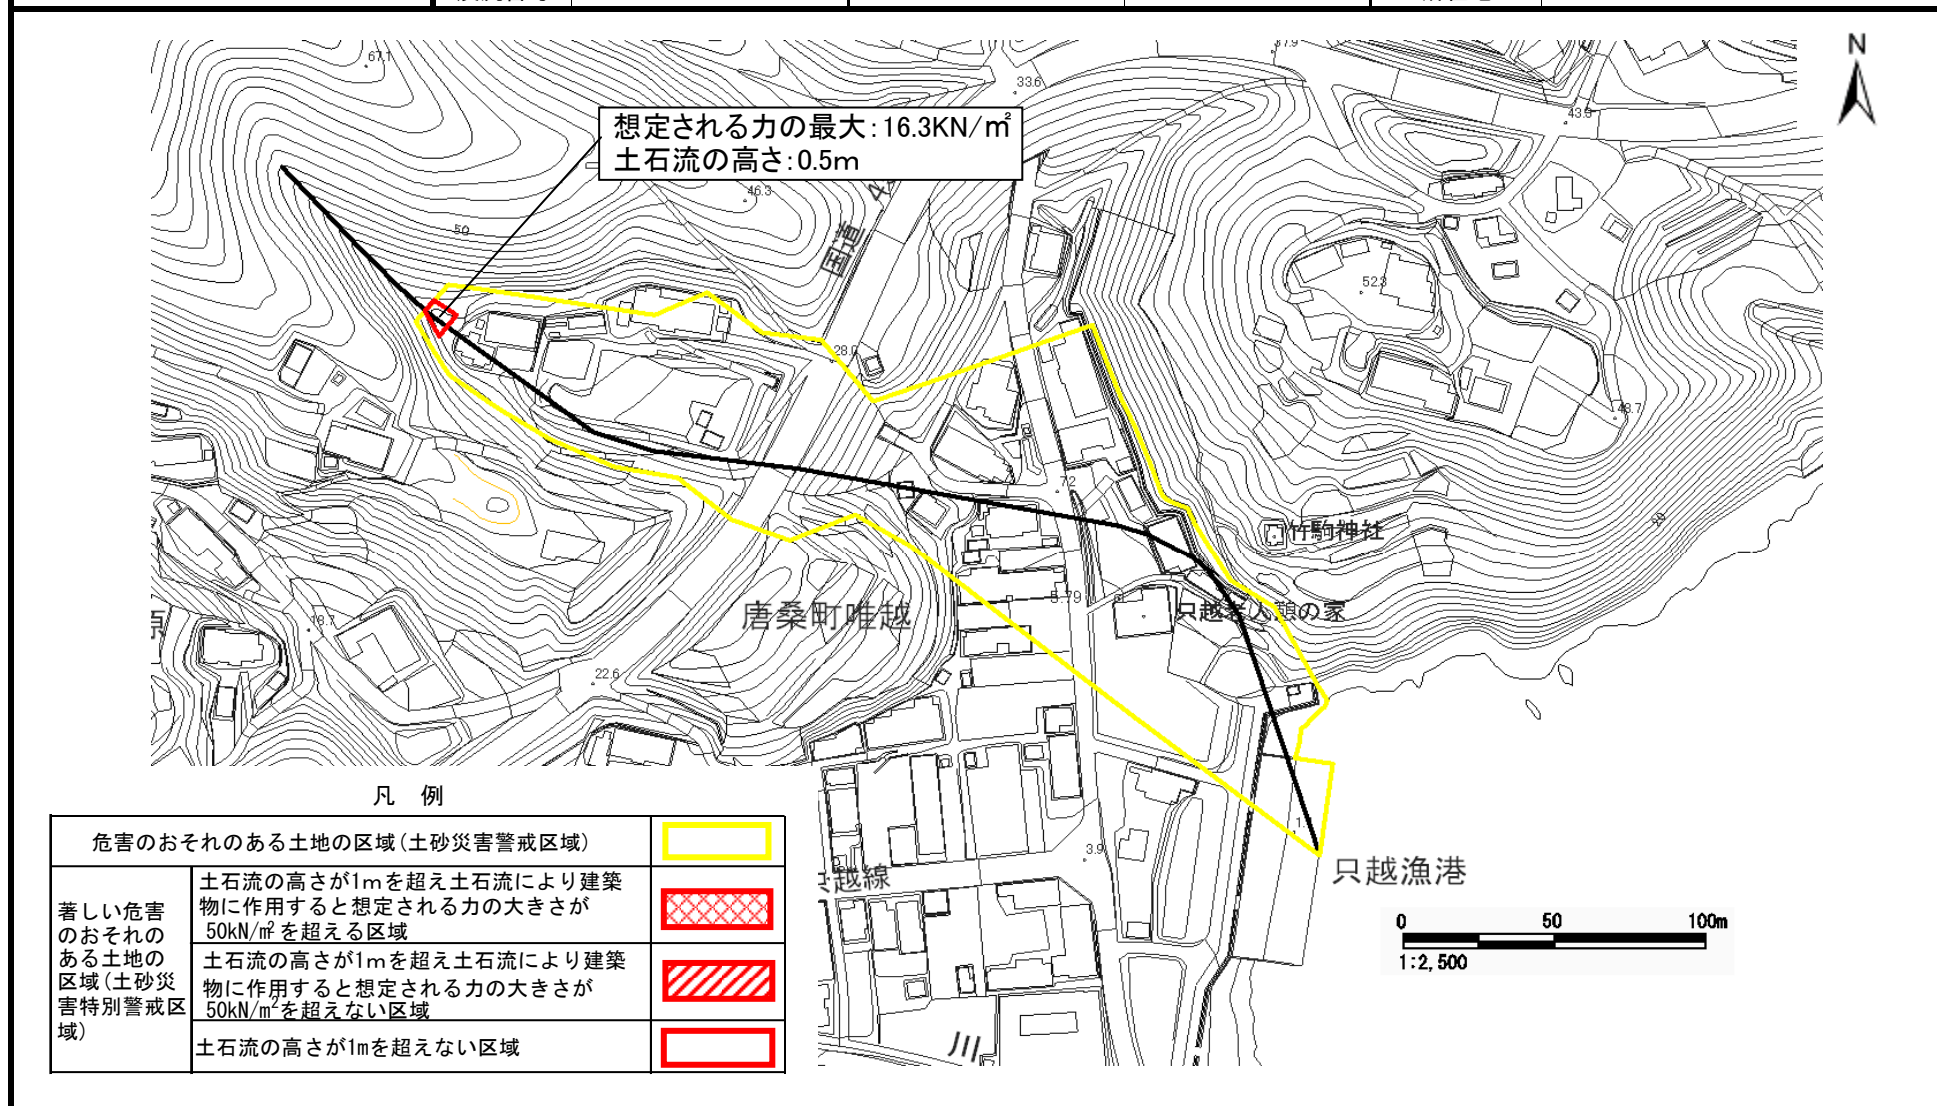 N
67.1
37.9
33.6
想定される力の最大:16.3KN/㎡
土石流の高さ:0.5m
46.3
国道
50
52.3
28.0
48.7
72
竹駒神社
5.79
只越老人憩の家
唐桑町唯越
原
18.7
22.6
3.9
只越漁港
只越線
川
0 50 100m
1:2,500
凡 例
危害のおそれのある土地の区域(土砂災害警戒区域)
著しい危害
のおそれの
ある土地の
区域(土砂災
害特別警戒区
域)
土石流の高さが1mを超え土石流により建築
物に作用すると想定される力の大きさが
50kN/㎡を超える区域
土石流の高さが1mを超え土石流により建築
物に作用すると想定される力の大きさが
50kN/m²を超えない区域
土石流の高さが1mを超えない区域